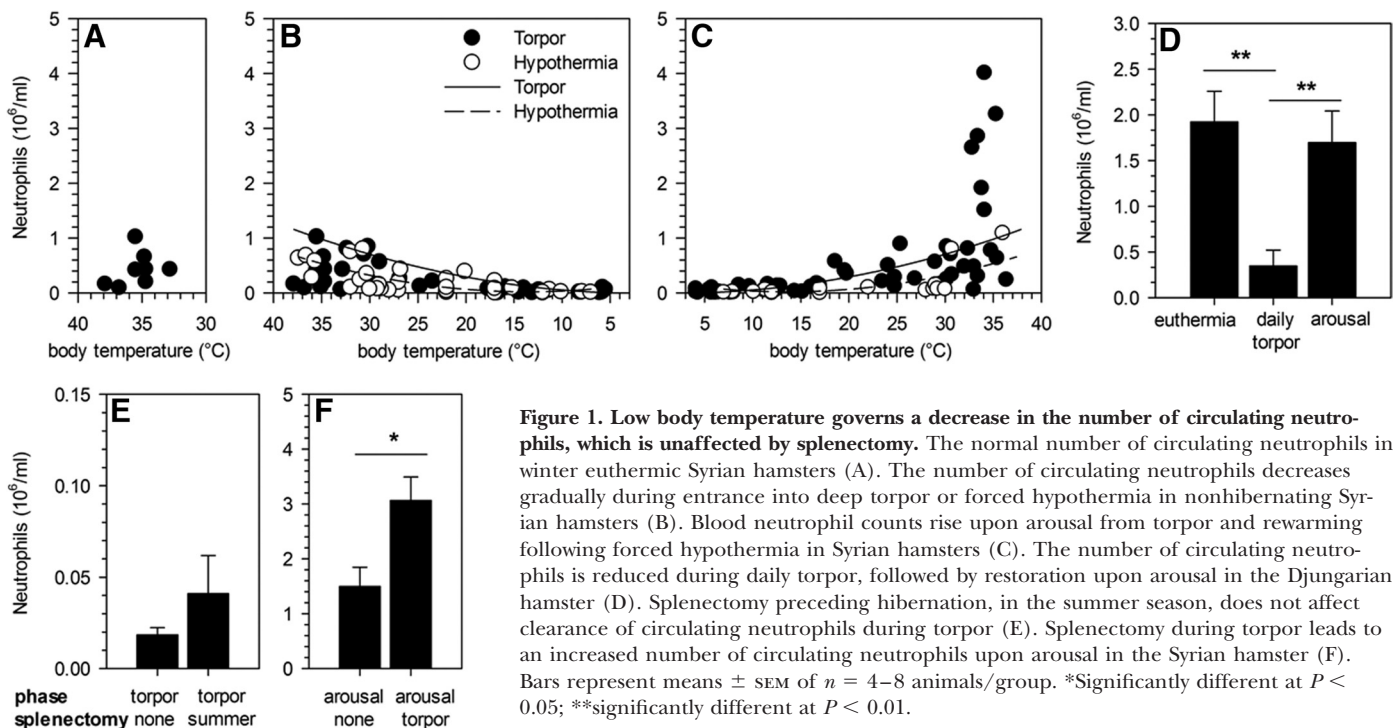 A
B
C
D
Torpor
Hypothermia
Torpor
Hypothermia
Neutrophils (10⁶/ml)
5
4
3
2
1
0
40 35 30
body temperature (°C)
5
4
3
2
1
0
40 35 30 25 20 15 10 5
body temperature (°C)
5
4
3
2
1
0
5 10 15 20 25 30 35 40
body temperature (°C)
Neutrophils (10⁶/ml)
3.0
2.5
2.0
1.5
1.0
0.5
0.0
**
**
euthermia daily arousal
torpor
E
Neutrophils (10⁶/ml)
0.15
0.10
0.05
0.00
F
5
4
3
2
1
0
*
phase torpor torpor arousal arousal
splenectomy none summer none torpor
Figure 1. Low body temperature governs a decrease in the number of circulating neutro-
phils, which is unaffected by splenectomy. The normal number of circulating neutrophils in
winter euthermic Syrian hamsters (A). The number of circulating neutrophils decreases
gradually during entrance into deep torpor or forced hypothermia in nonhibernating Syr-
ian hamsters (B). Blood neutrophil counts rise upon arousal from torpor and rewarming
following forced hypothermia in Syrian hamsters (C). The number of circulating neutro-
phils is reduced during daily torpor, followed by restoration upon arousal in the Djungarian
hamster (D). Splenectomy preceding hibernation, in the summer season, does not affect
clearance of circulating neutrophils during torpor (E). Splenectomy during torpor leads to
an increased number of circulating neutrophils upon arousal in the Syrian hamster (F).
Bars represent means ± SEM of n = 4–8 animals/group. *Significantly different at P <
0.05; **significantly different at P < 0.01.